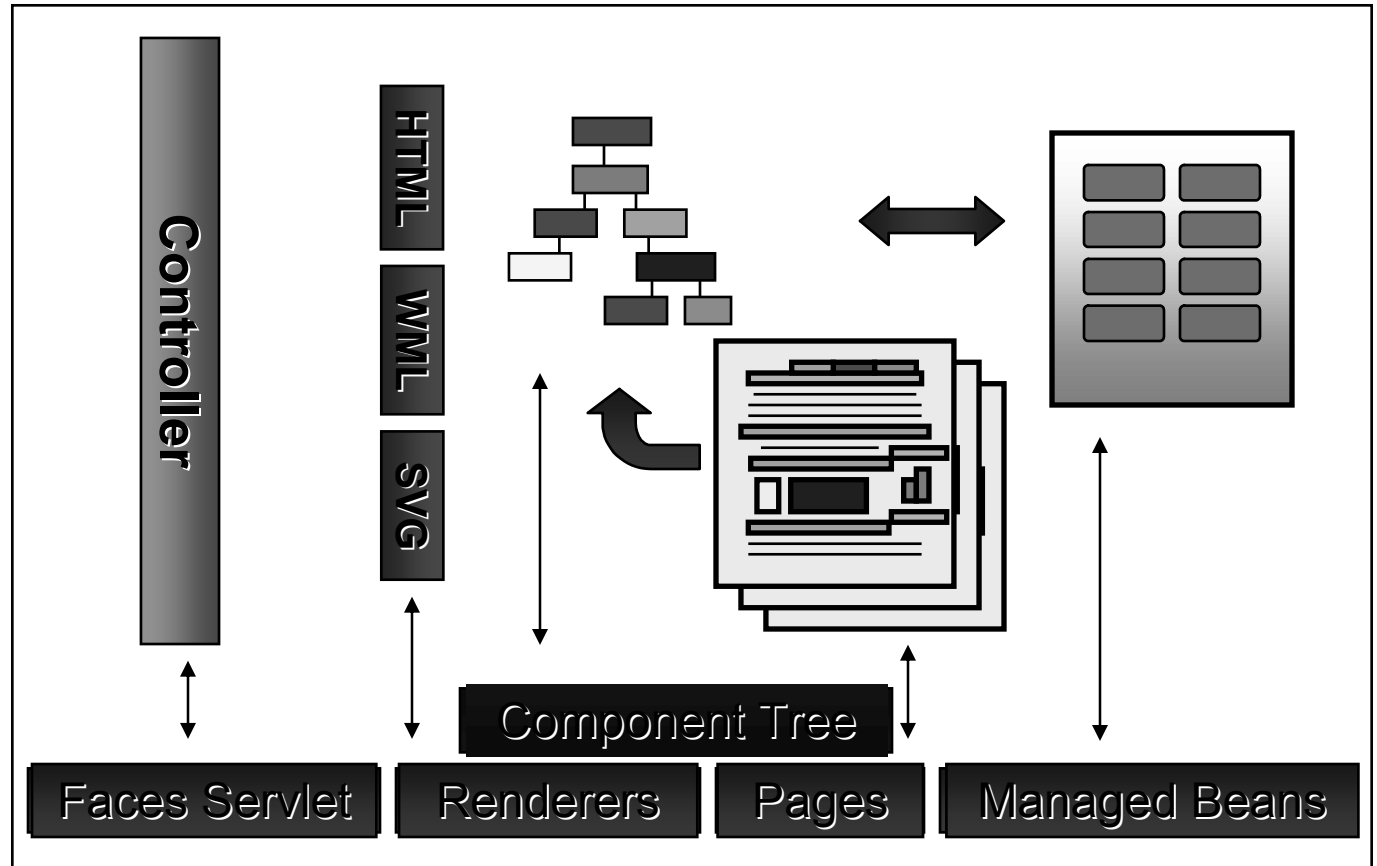 Controller
HTML
WML
SVG
Component Tree
Faces Servlet
Renderers
Pages
Managed Beans